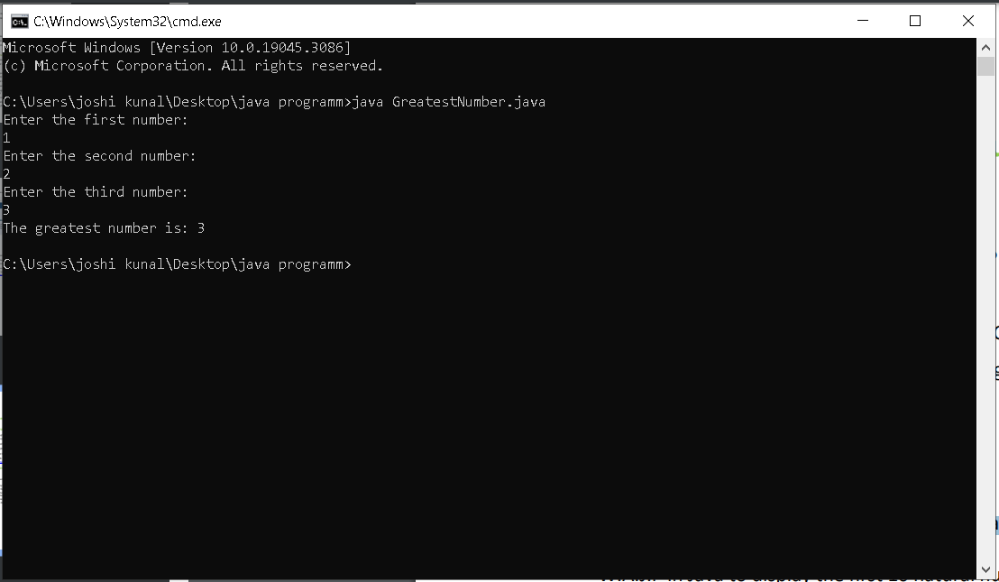 C:\Windows\System32\cmd.exe
Microsoft Windows [Version 10.0.19045.3086]
(c) Microsoft Corporation. All rights reserved.
C:\Users\joshi kunal\Desktop\java programm>java GreatestNumber.java
Enter the first number:
1
Enter the second number:
2
Enter the third number:
3
The greatest number is: 3
C:\Users\joshi kunal\Desktop\java programm>